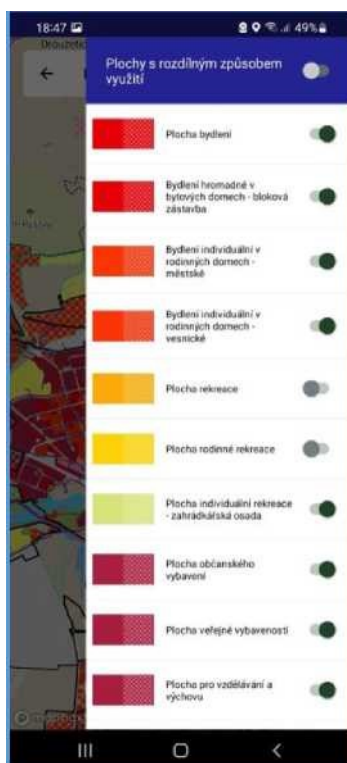 18:47
49%
Plochy s rozdílným způsobem
využití
Plocha bydlení
Bydlení hromadné v
bytových domech - bloková
zástavba
Bydlení individuální v
rodinných domech -
městské
Bydlení individuální v
rodinných domech -
vesnické
Plocha rekreace
Plocha rodinné rekreace
Plocha individuální rekreace
- zahrádkářská osada
Plocha občanského
vybavení
Plocha veřejné vybavenosti
Plocha pro vzdělávání a
výchovu